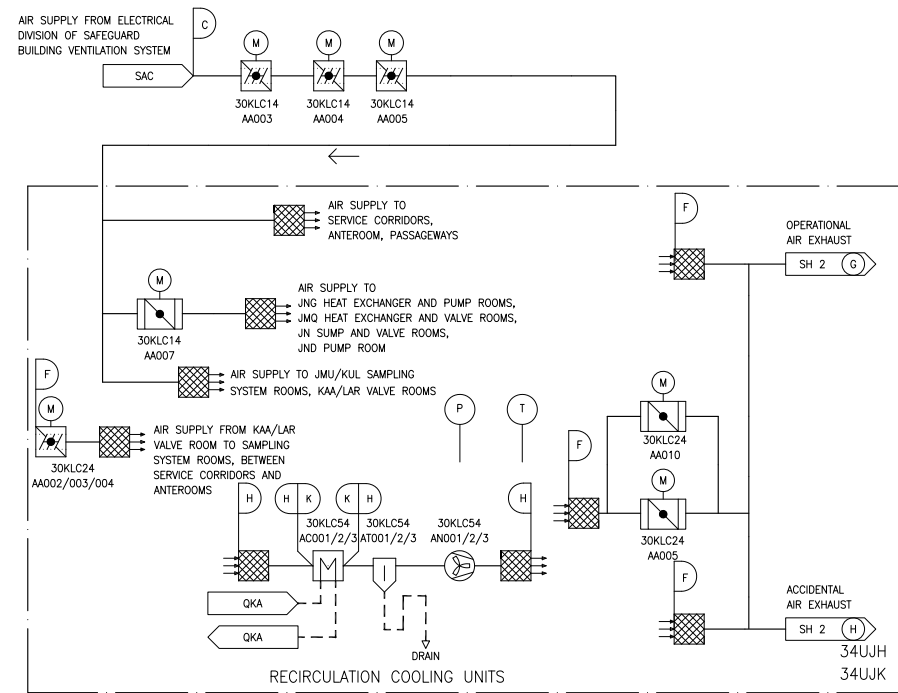 AIR SUPPLY FROM ELECTRICAL
DIVISION OF SAFEGUARD
BUILDING VENTILATION SYSTEM
C
SAC
M
M
M
30KLC14
AA003
30KLC14
AA004
30KLC14
AA005
AIR SUPPLY TO
SERVICE CORRIDORS,
ANTEROOM, PASSAGEWAYS
F
OPERATIONAL
AIR EXHAUST
SH 2 G
M
30KLC14
AA007
AIR SUPPLY TO
JNG HEAT EXCHANGER AND PUMP ROOMS,
JMQ HEAT EXCHANGER AND VALVE ROOMS,
JN SUMP AND VALVE ROOMS,
JND PUMP ROOM
AIR SUPPLY TO JMU/KUL SAMPLING
SYSTEM ROOMS, KAA/LAR VALVE ROOMS
F
M
30KLC24
AA002/003/004
AIR SUPPLY FROM KAA/LAR
VALVE ROOM TO SAMPLING
SYSTEM ROOMS, BETWEEN
SERVICE CORRIDORS AND
ANTEROOMS
P
T
M
30KLC24
AA010
F
M
30KLC24
AA005
H
H K
K H
30KLC54
AC001/2/3
30KLC54
AT001/2/3
30KLC54
AN001/2/3
H
M
QKA
QKA
DRAIN
RECIRCULATION COOLING UNITS
F
ACCIDENTAL
AIR EXHAUST
SH 2 H
34UJH
34UJK